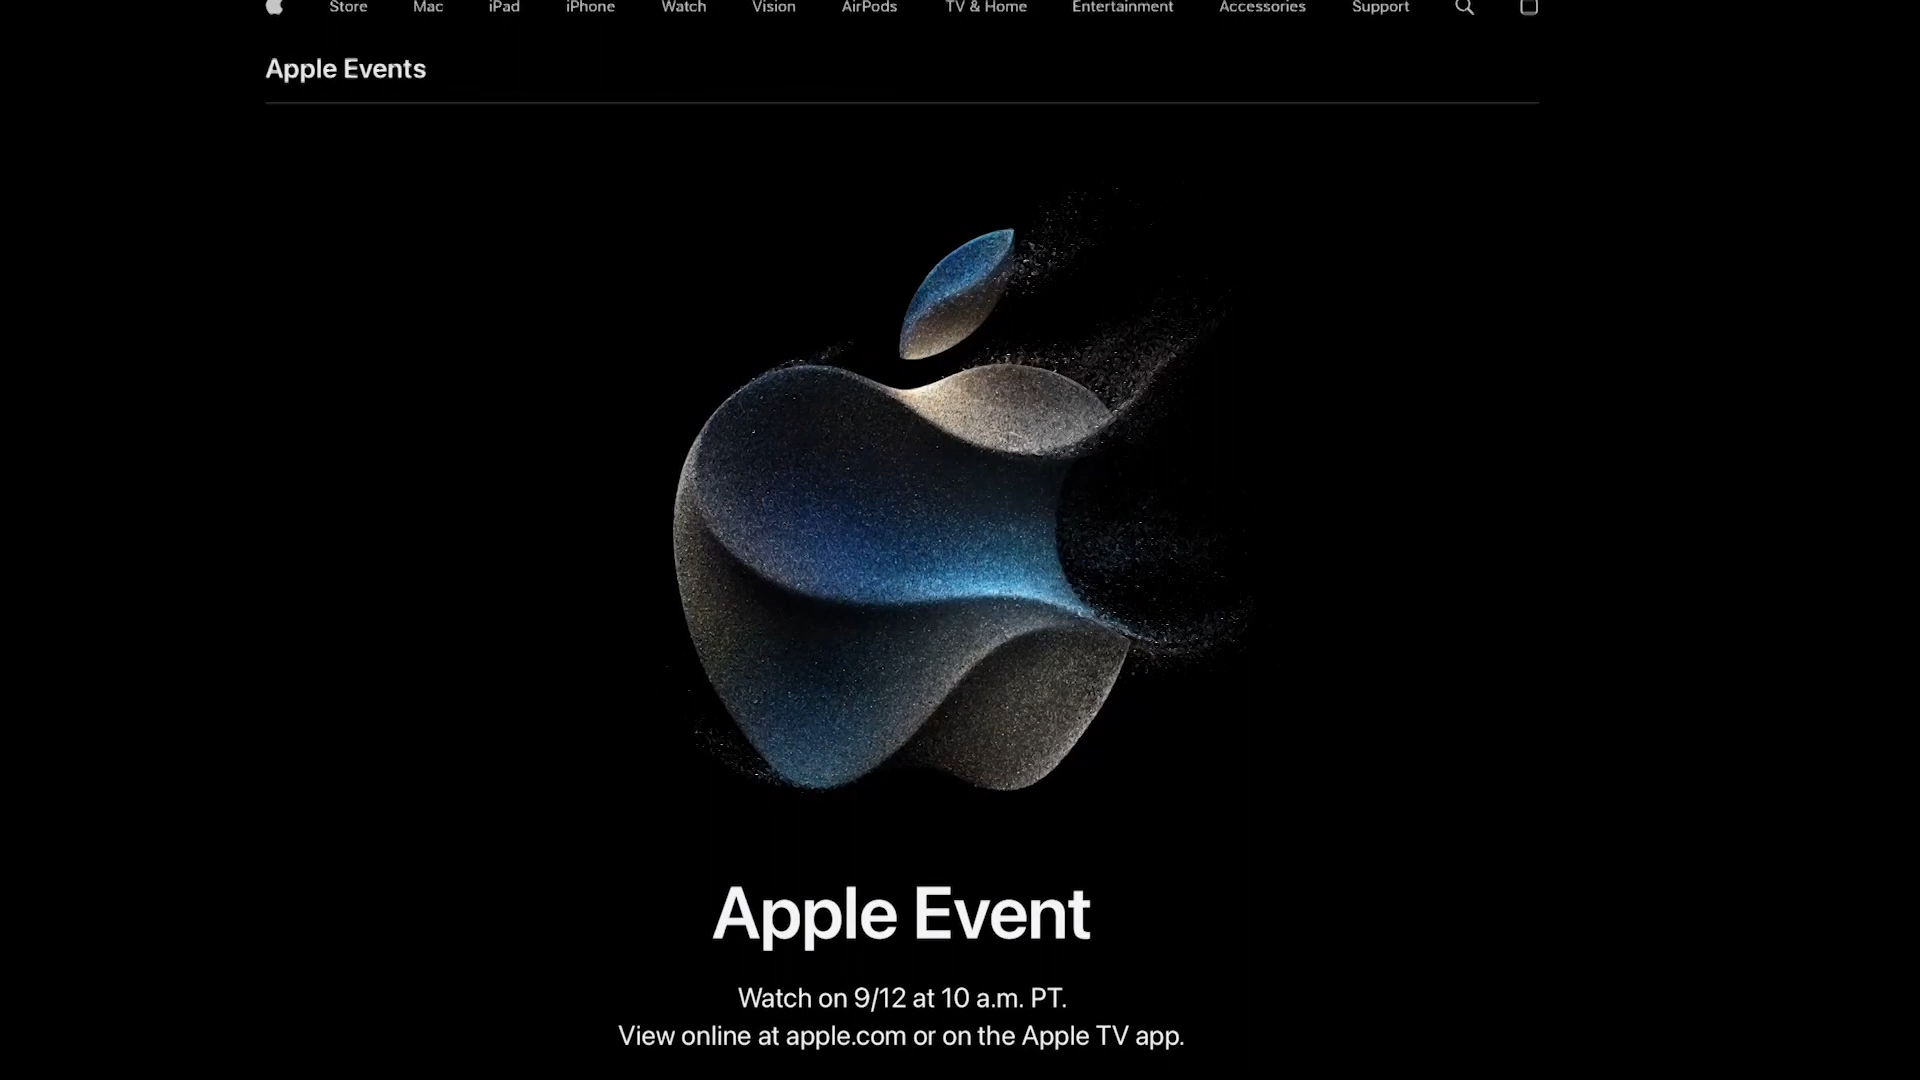 Store Mac iPad iPhone Watch Vision AirPods TV & Home Entertainment Accessories Support
Apple Events
Apple Event
Watch on 9/12 at 10 a.m. PT.
View online at apple.com or on the Apple TV app.